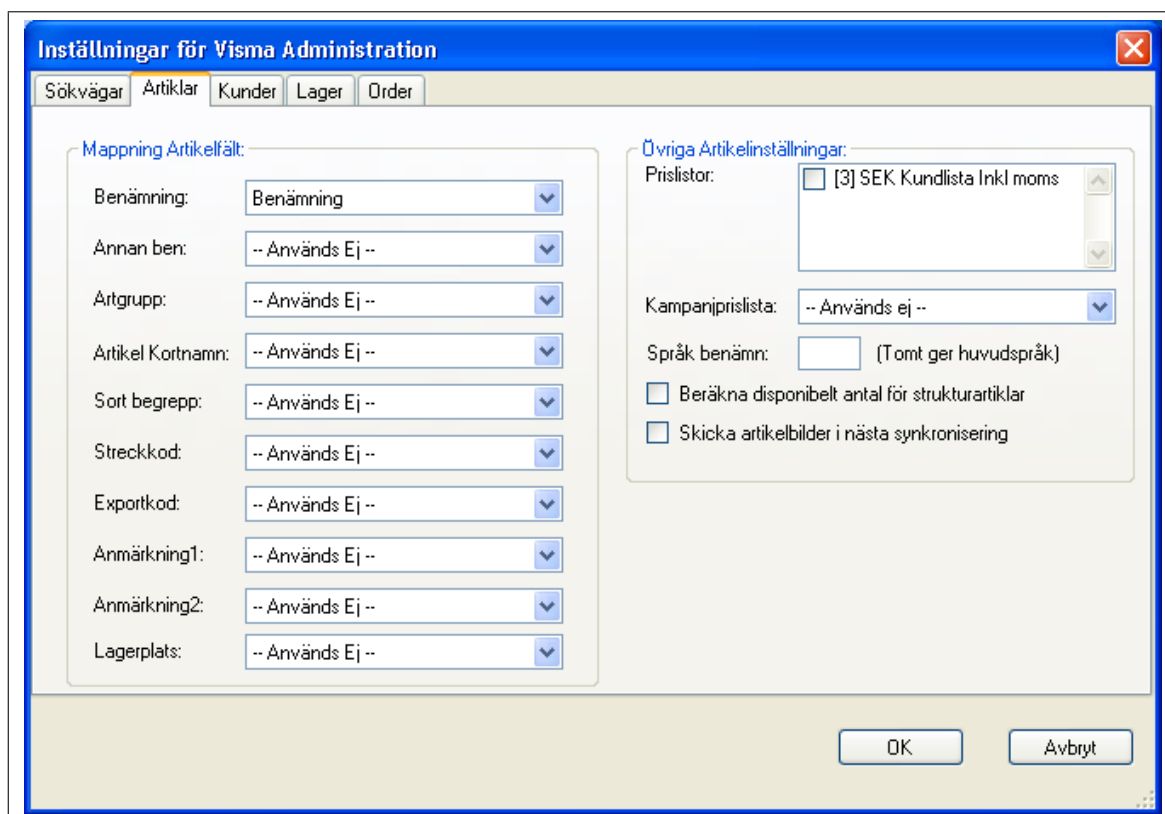 Inställningar för Visma Administration
Sökvägar Artiklar Kunder Lager Order
Mappning Artikelfält:
Benämning: Benämning
Annan ben: -- Används Ej --
Artgrupp: -- Används Ej --
Artikel Kortnamn: -- Används Ej --
Sort begrepp: -- Används Ej --
Streckkod: -- Används Ej --
Exportkod: -- Används Ej --
Anmärkning1: -- Används Ej --
Anmärkning2: -- Används Ej --
Lagerplats: -- Används Ej --
Övriga Artikelinställningar:
Prislistor: [3] SEK Kundlista Inkl moms
Kampanjprislista: -- Används ej --
Språk benämn: (Tomt ger huvudspråk)
Beräkna disponibelt antal för strukturartiklar
Skicka artikelbilder i nästa synkronisering
OK Avbryt